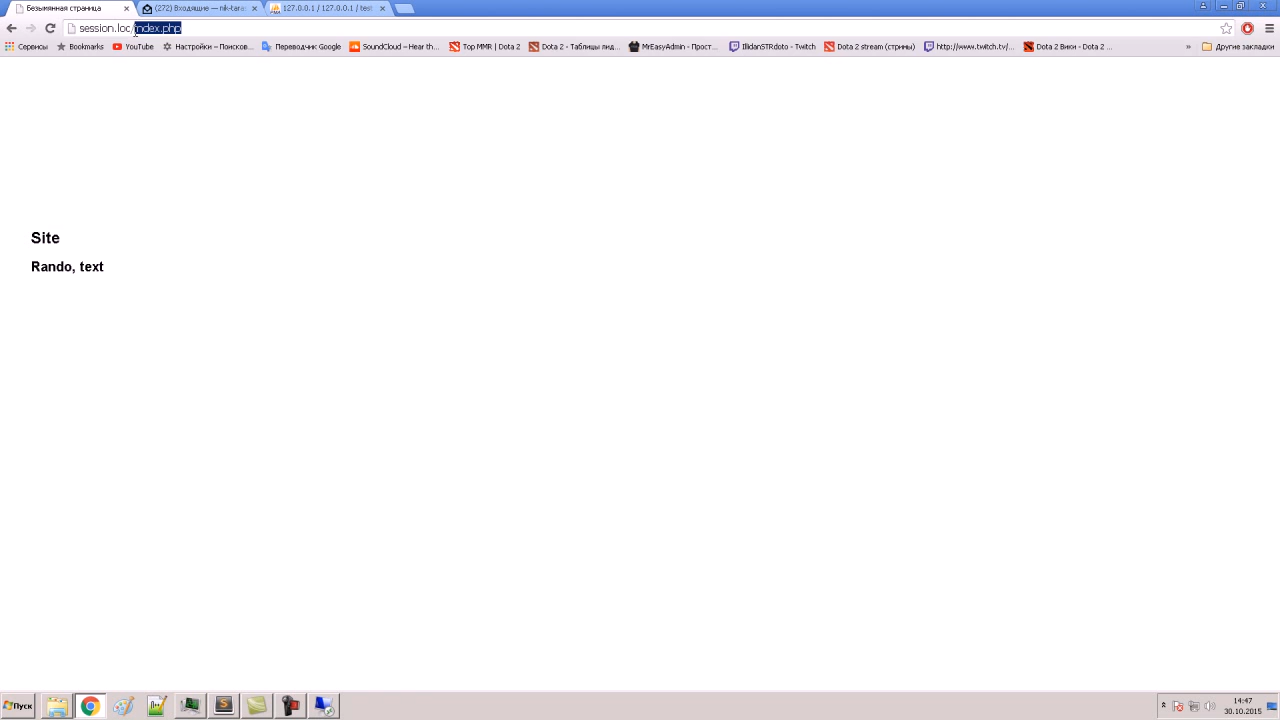 Безымянная страница
(272) Входящие — nik-tara
127.0.0.1 / 127.0.0.1 / test
session.loc/index.php
Сервисы
Bookmarks
YouTube
Настройки – Поисков...
Переводчик Google
SoundCloud – Hear th...
Top MMR | Dota 2
Dota 2 - Таблицы лид...
MrEasyAdmin - Прост...
IllidanSTRdoto - Twitch
Dota 2 stream (стримы)
http://www.twitch.tv/...
Dota 2 Вики - Dota 2 ...
»
Другие закладки
Site
Rando, text
Пуск
14:47
30.10.2015